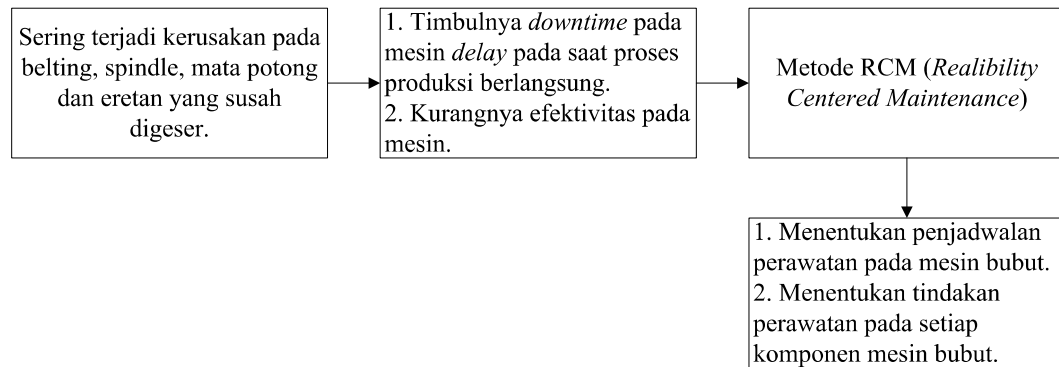 Sering terjadi kerusakan pada
belting, spindle, mata potong
dan eretan yang susah
digeser.
1. Timbulnya downtime pada
mesin delay pada saat proses
produksi berlangsung.
2. Kurangnya efektivitas pada
mesin.
Metode RCM (Realibility
Centered Maintenance)
1. Menentukan penjadwalan
perawatan pada mesin bubut.
2. Menentukan tindakan
perawatan pada setiap
komponen mesin bubut.